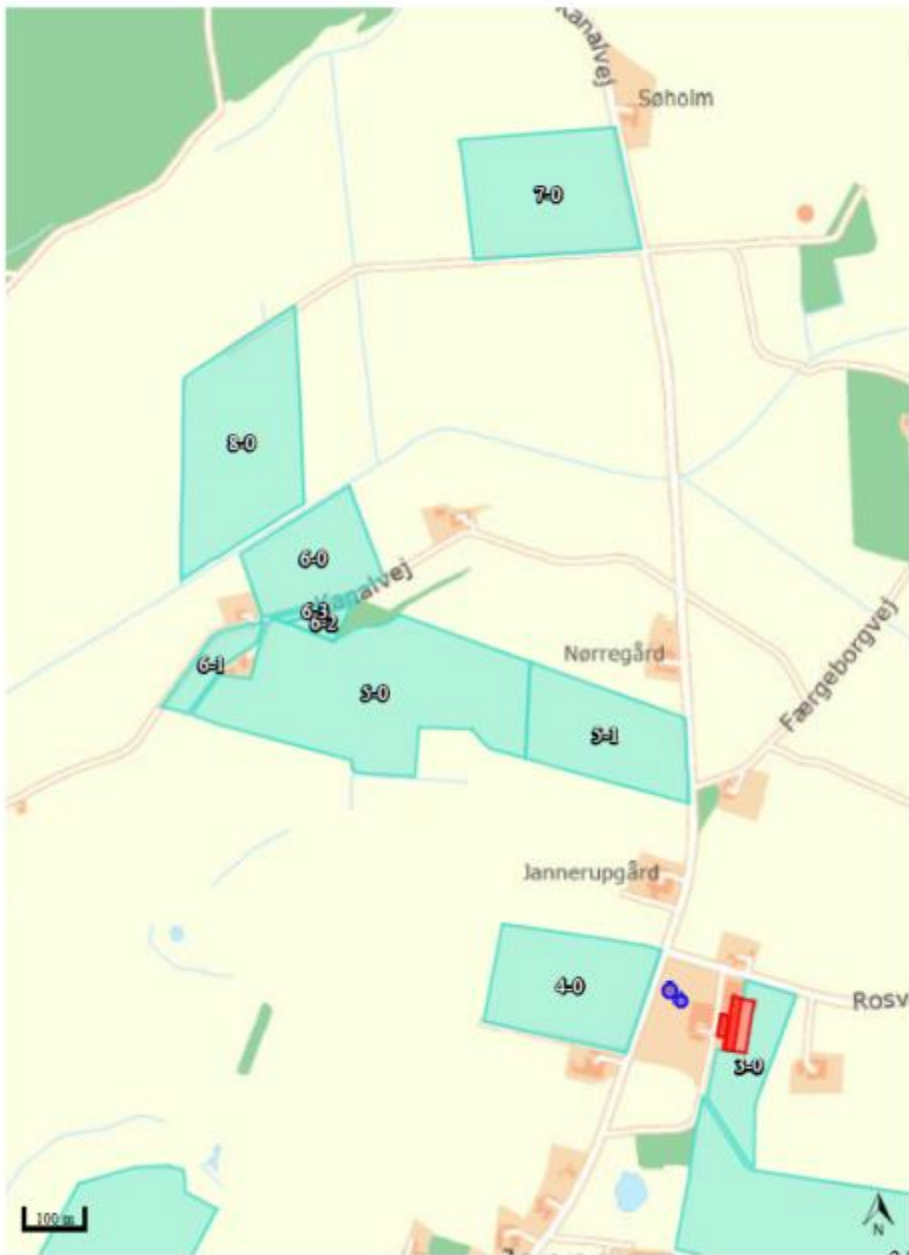 Kanalvej
Søholm
7-0
8-0
6-0
Kanalvej
6-3
6-2
Nørregård
6-1
Færgeborgvej
5-0
5-1
Jannerupgård
4-0
Rosv
3-0
100 m
N